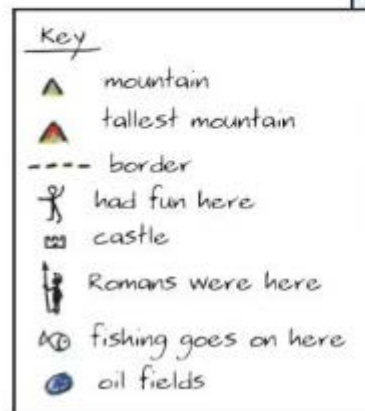 Key
mountain
tallest mountain
border
had fun here
castle
Romans were here
fishing goes on here
oil fields